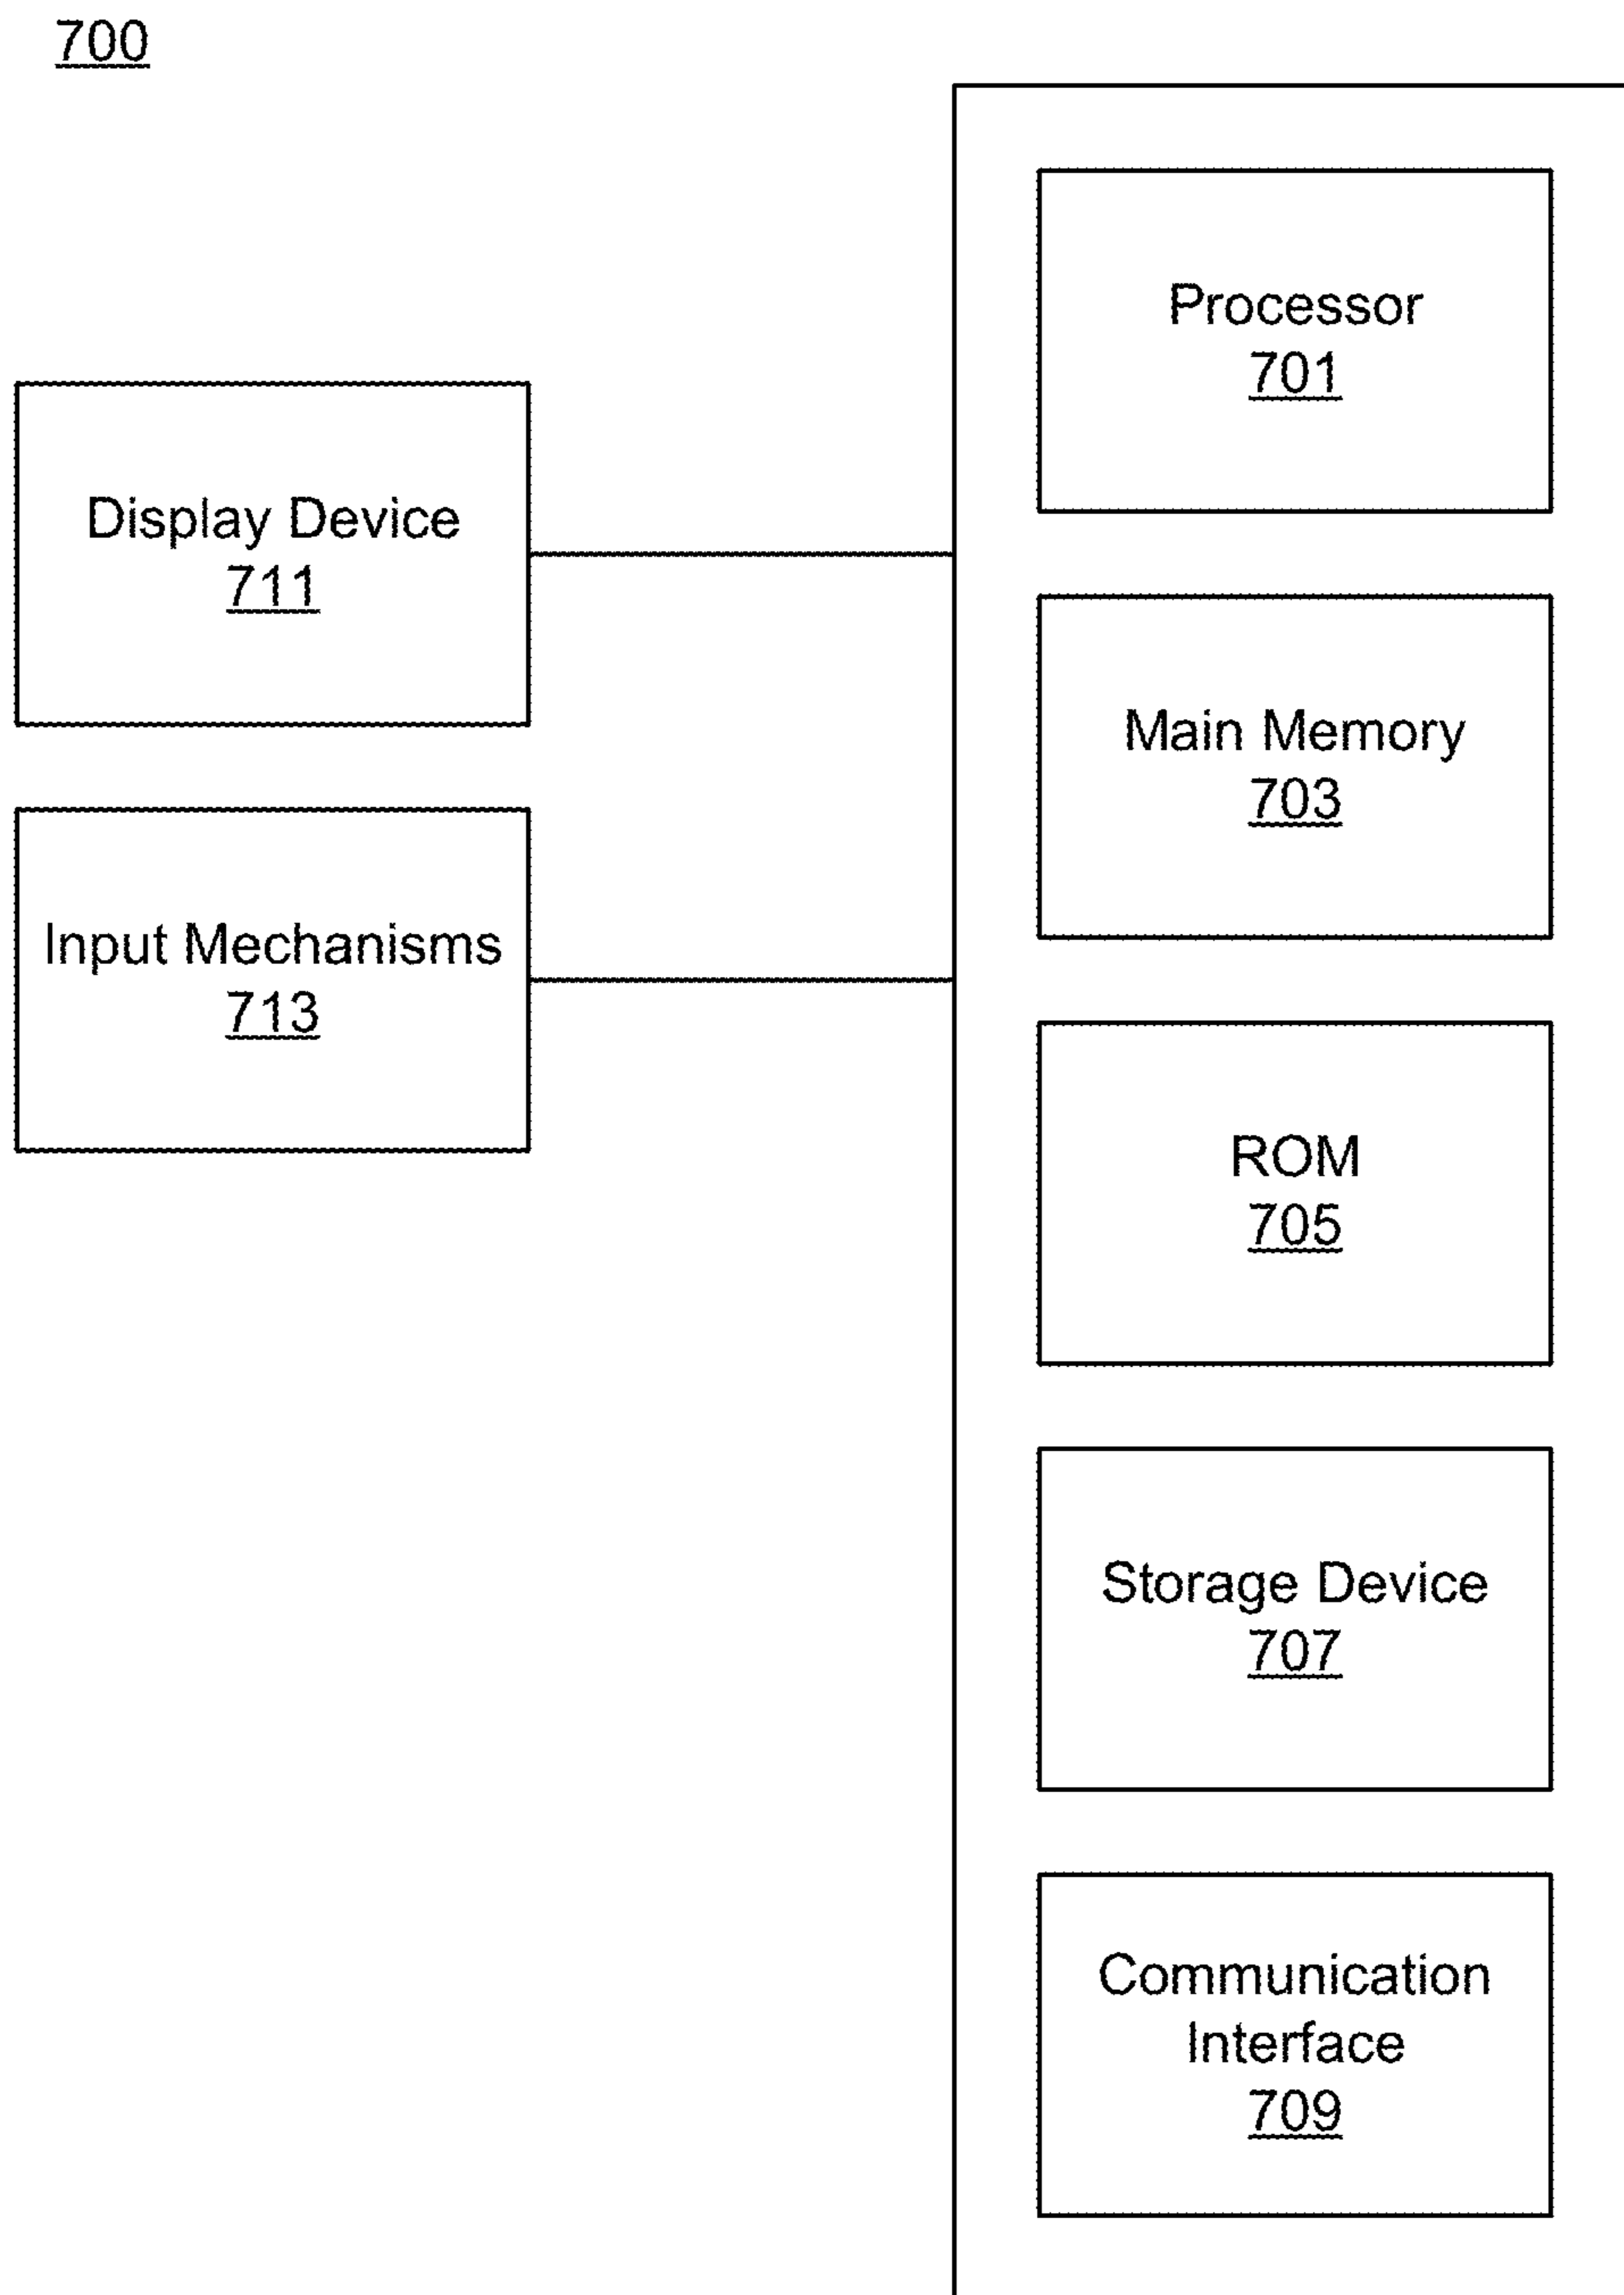 700
Processor
701
Display Device
711
Main Memory
703
Input Mechanisms
713
ROM
705
Storage Device
707
Communication
Interface
709